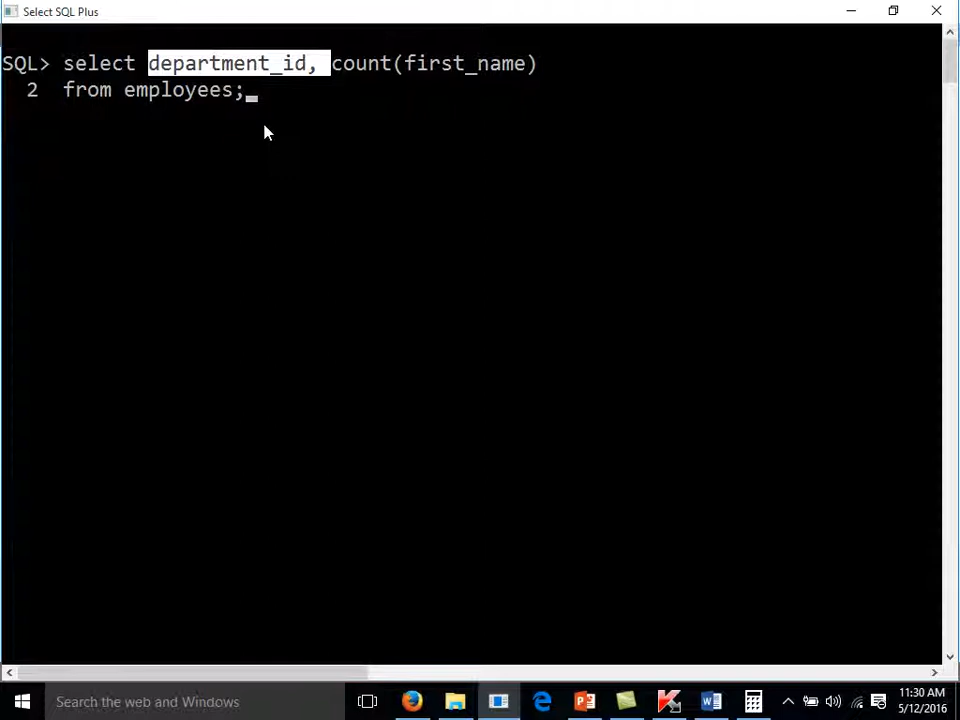 Select SQL Plus
SQL> select department_id, count(first_name)
2 from employees;
Search the web and Windows
11:30 AM
5/12/2016